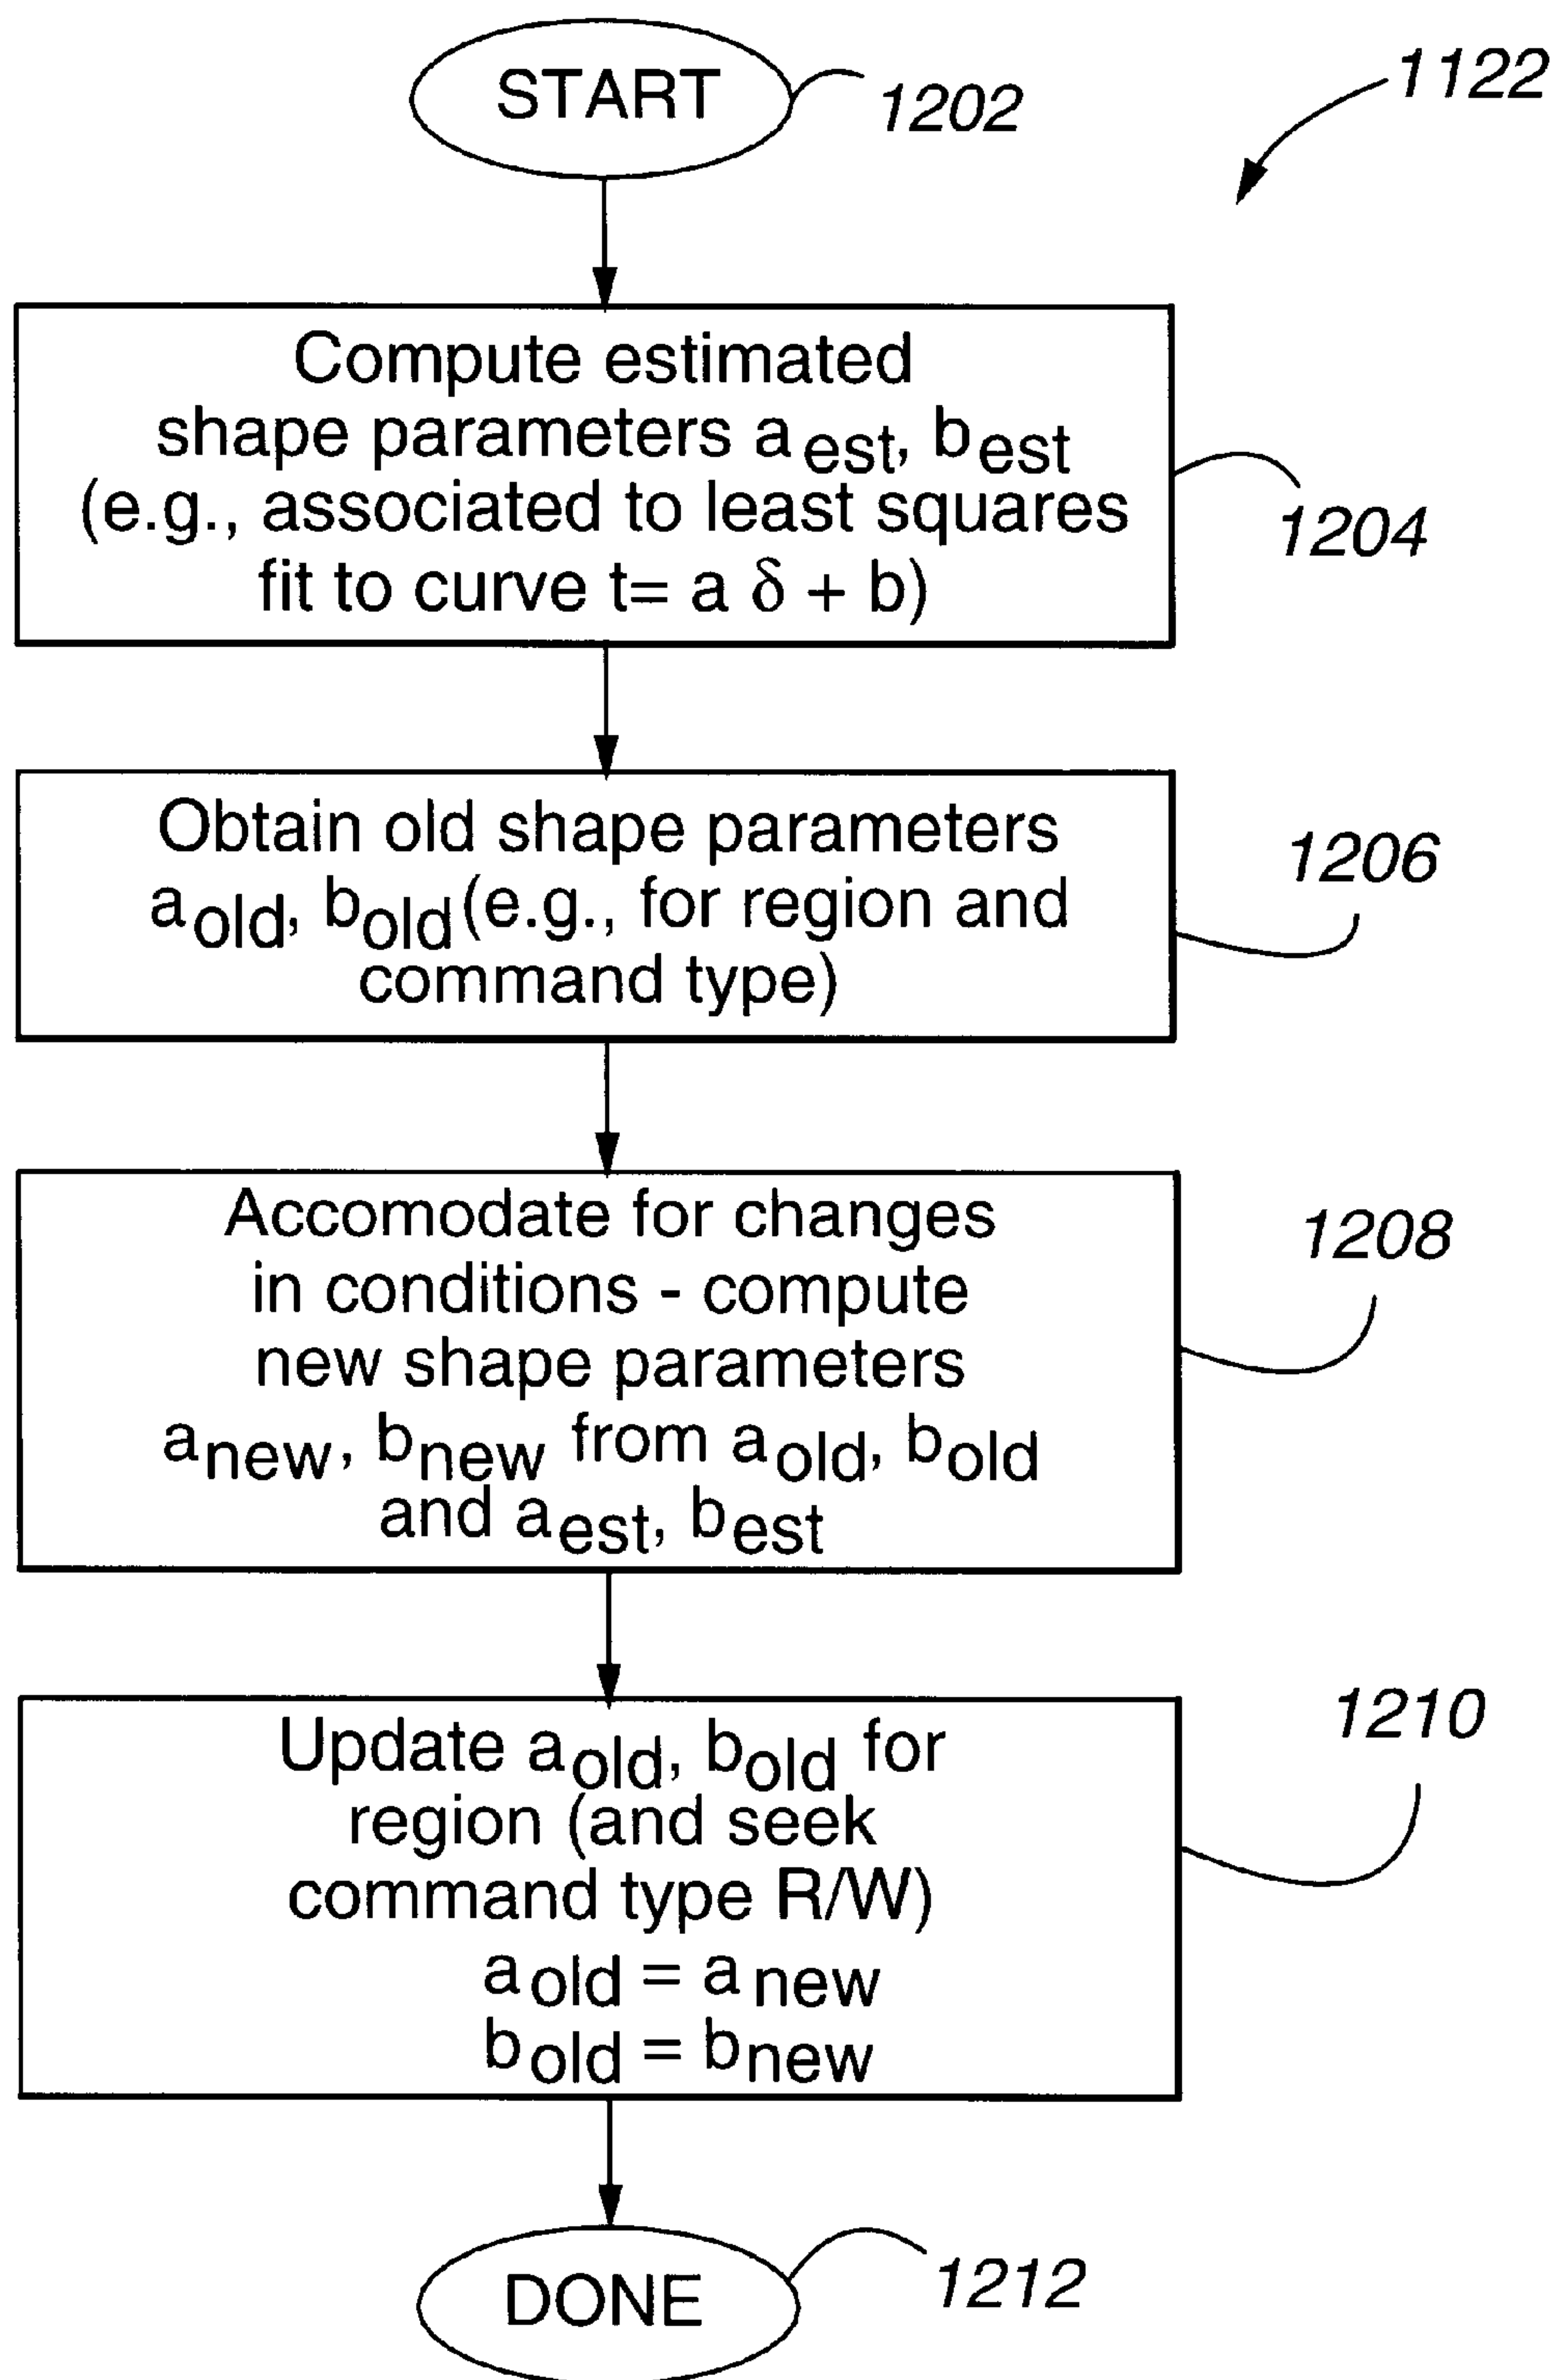 START
1202
1122
Compute estimated
shape parameters a est, b est
(e.g., associated to least squares
fit to curve t= a δ + b)
1204
Obtain old shape parameters
a old, b old (e.g., for region and
command type)
1206
Accomodate for changes
in conditions - compute
new shape parameters
a new, b new from a old, b old
and a est, b est
1208
Update a old, b old for
region (and seek
command type R/W)
a old = a new
b old = b new
1210
DONE
1212